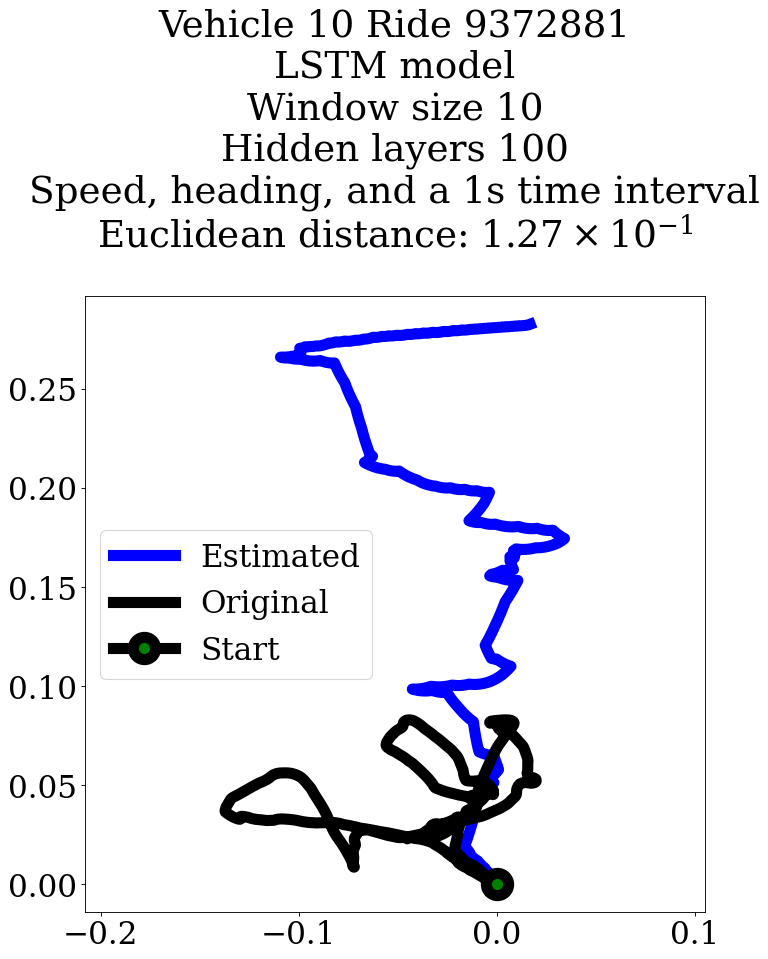 Vehicle 10 Ride 9372881
LSTM model
Window size 10
Hidden layers 100
Speed, heading, and a 1s time interval
Euclidean distance: 1.27 × 10⁻¹
0.25
0.20
0.15
0.10
0.05
0.00
Estimated
Original
Start
−0.2
−0.1
0.0
0.1